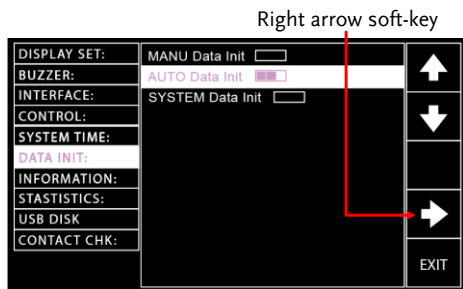 Right arrow soft-key
DISPLAY SET:
BUZZER:
INTERFACE:
CONTROL:
SYSTEM TIME:
DATA INIT:
INFORMATION:
STASTISTICS:
USB DISK
CONTACT CHK:
MANU Data Init
AUTO Data Init
SYSTEM Data Init
EXIT